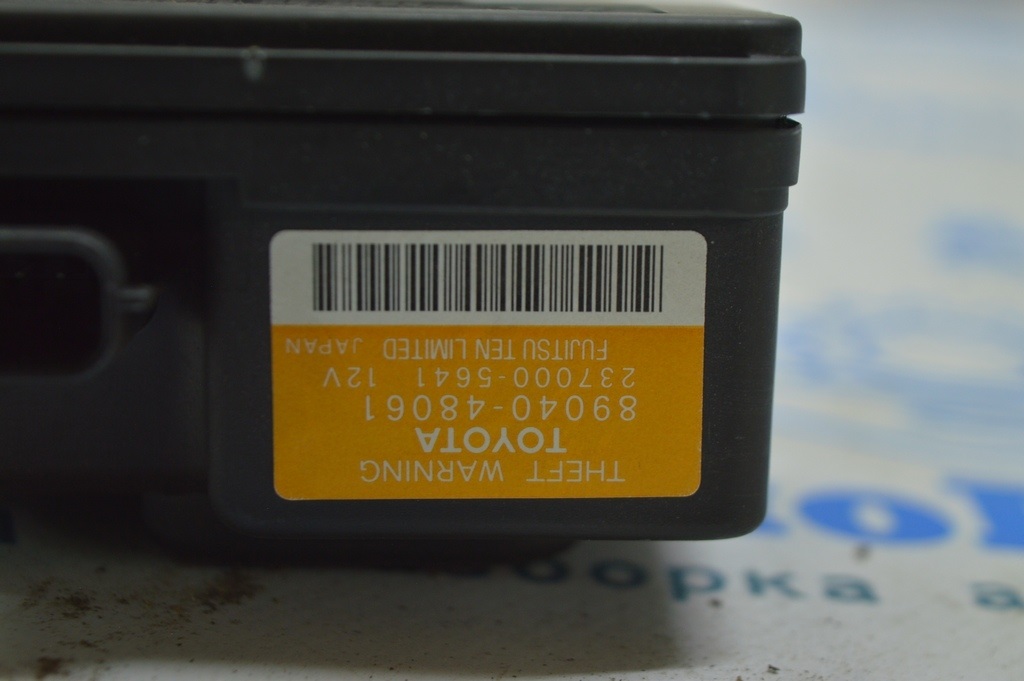 THEFT WARNING
TOYOTA
89040-48061
237000-5641 12V
FUJITSU TEN LIMITED JAPAN